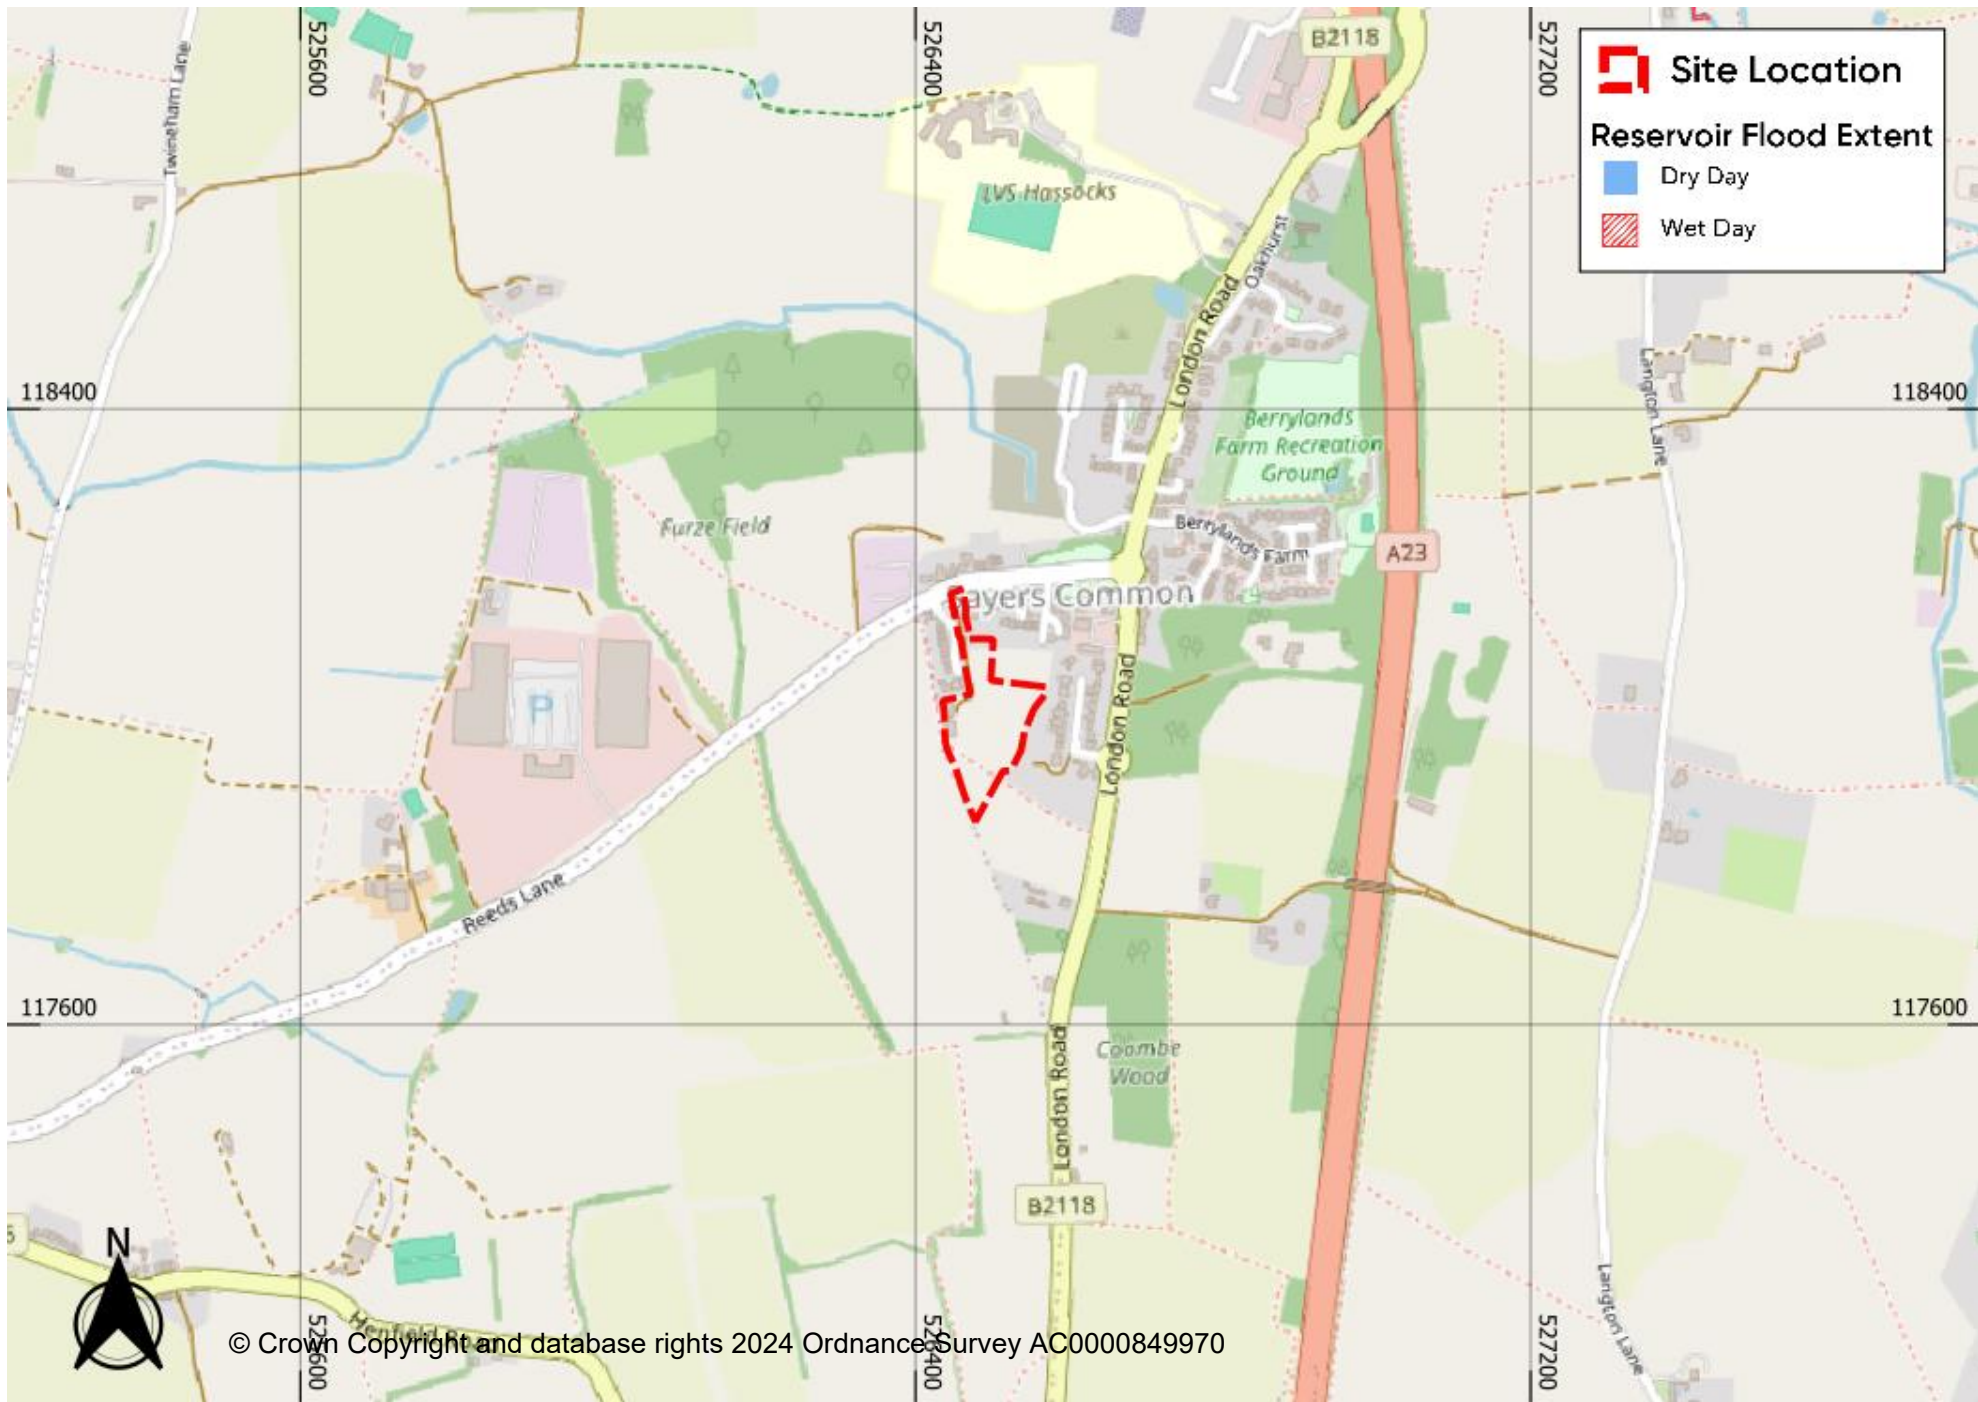 525600
526400
527200
B2118
Site Location
Reservoir Flood Extent
Dry Day
Wet Day
Twineham Lane
LVS Hassocks
Oakhurst
London Road
118400
118400
Langton Lane
Berrylands
Farm Recreation
Ground
Furze Field
Berrylands Farm
A23
Sayers Common
P
London Road
Reeds Lane
117600
117600
Coombe
Wood
London Road
B2118
N
Langton Lane
Henfield Road
© Crown Copyright and database rights 2024 Ordnance Survey AC0000849970
525600
526400
527200